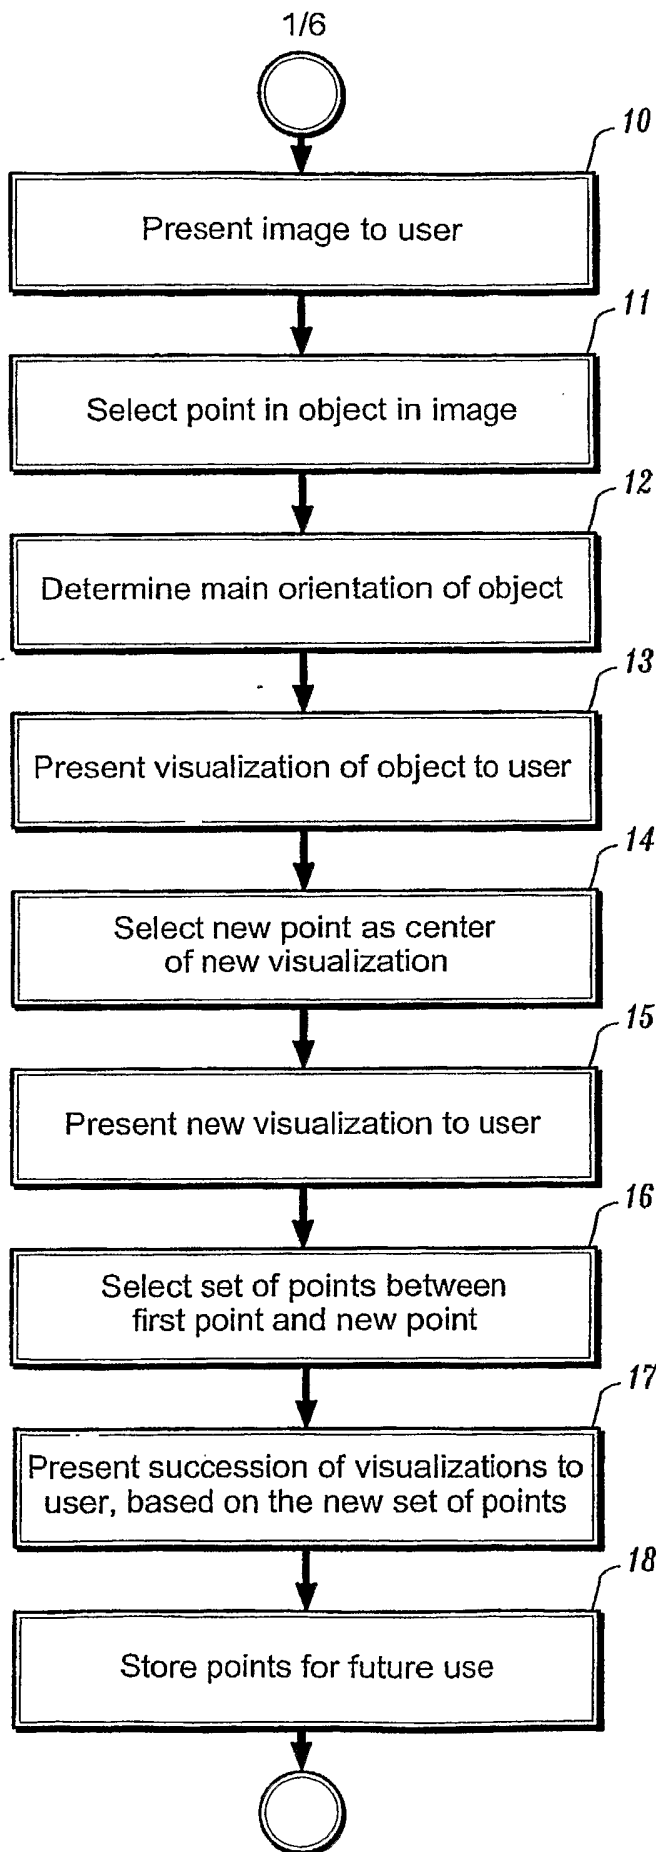 1/6
10
Present image to user
11
Select point in object in image
12
Determine main orientation of object
13
Present visualization of object to user
14
Select new point as center
of new visualization
15
Present new visualization to user
16
Select set of points between
first point and new point
17
Present succession of visualizations to
user, based on the new set of points
18
Store points for future use